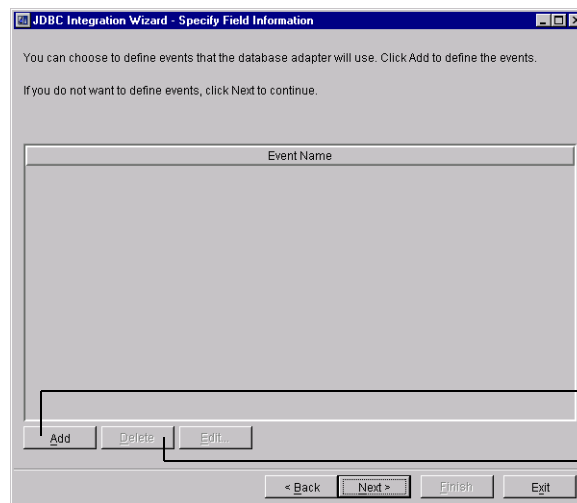 JDBC Integration Wizard - Specify Field Information
You can choose to define events that the database adapter will use. Click Add to define the events.
If you do not want to define events, click Next to continue.
Event Name
Add Delete Edit...
< Back Next > Finish Exit